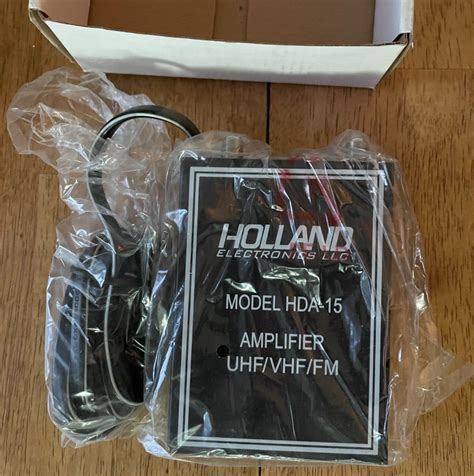 HOLLAND
ELECTRONICS LLC
MODEL HDA-15
AMPLIFIER
UHF/VHF/FM